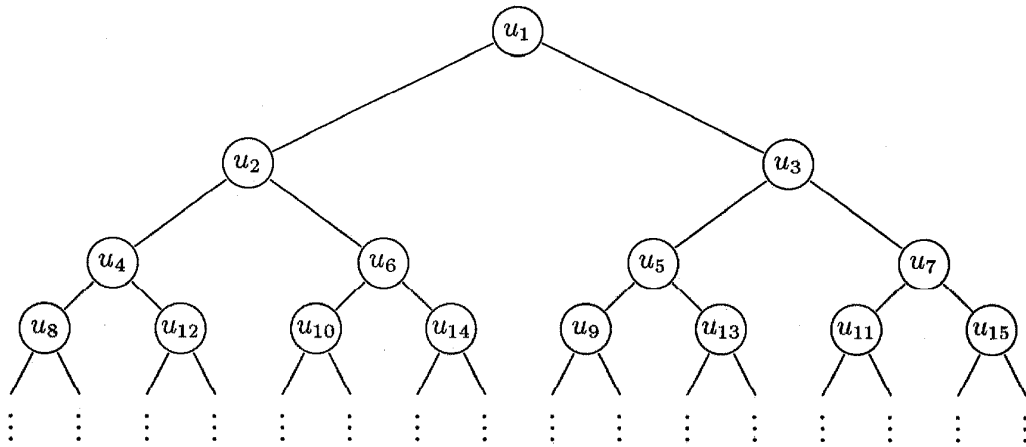 u₁
u₂ u₃
u₄ u₆ u₅ u₇
u₈ u₁₂ u₁₀ u₁₄ u₉ u₁₃ u₁₁ u₁₅